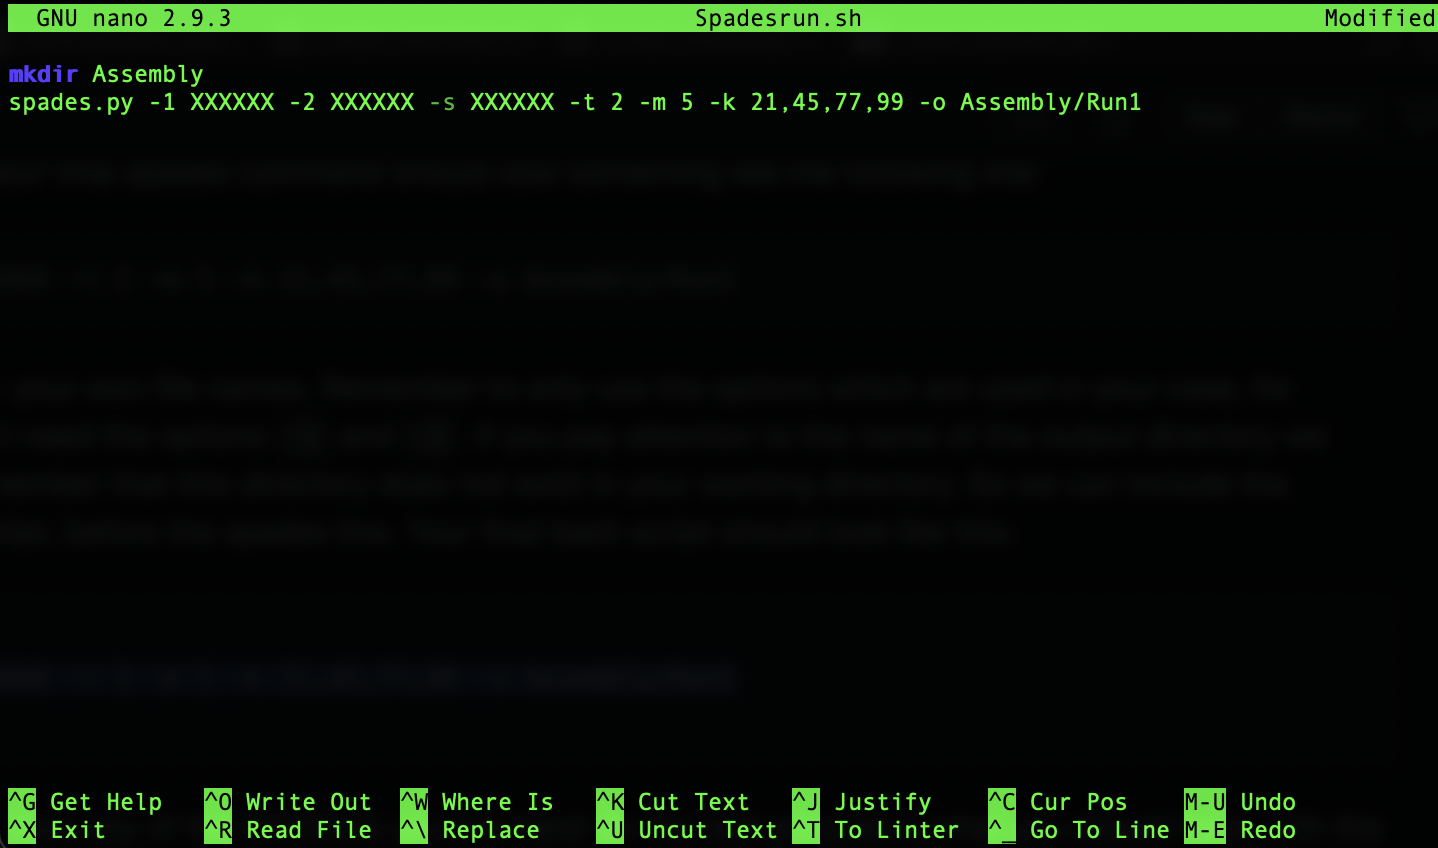 GNU nano 2.9.3 Spadesrun.sh Modified
mkdir Assembly
spades.py -1 XXXXXX -2 XXXXXX -s XXXXXX -t 2 -m 5 -k 21,45,77,99 -o Assembly/Run1
^G Get Help ^O Write Out ^W Where Is ^K Cut Text ^J Justify ^C Cur Pos M-U Undo
^X Exit ^R Read File ^\ Replace ^U Uncut Text ^T To Linter ^_ Go To Line M-E Redo